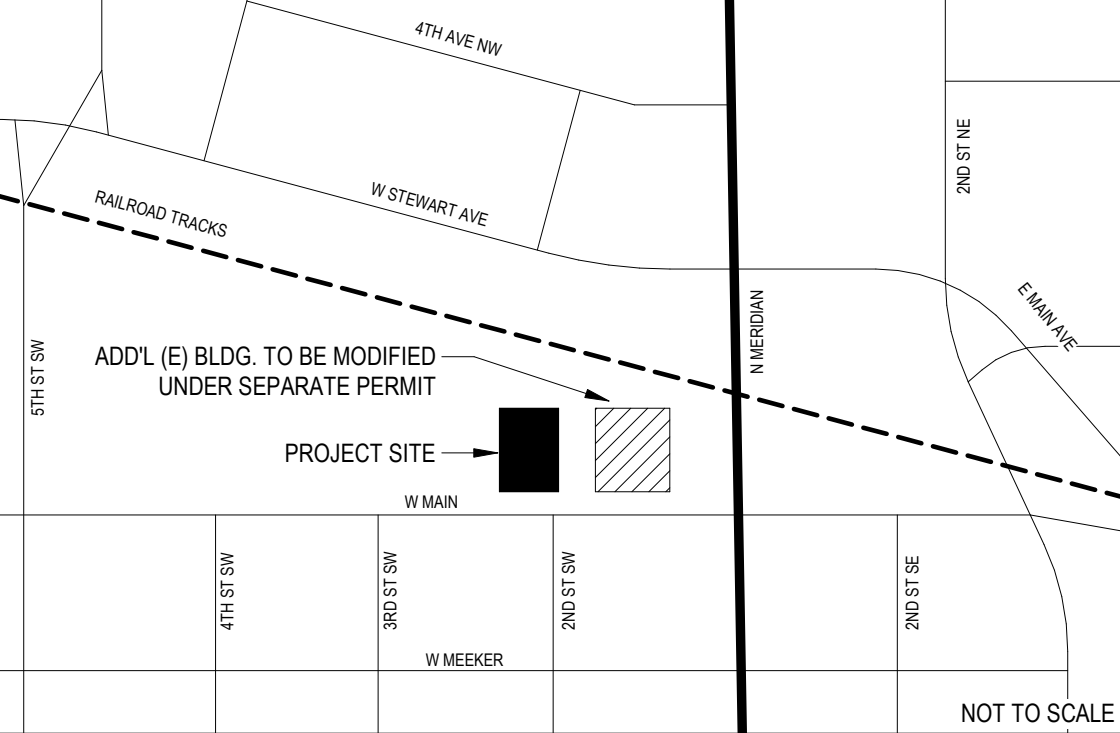 4TH AVE NW
2ND ST NE
W STEWART AVE
RAILROAD TRACKS
E MAIN AVE
N MERIDIAN
5TH ST SW
ADD'L (E) BLDG. TO BE MODIFIED
UNDER SEPARATE PERMIT
PROJECT SITE
W MAIN
4TH ST SW
3RD ST SW
2ND ST SW
2ND ST SE
W MEEKER
NOT TO SCALE